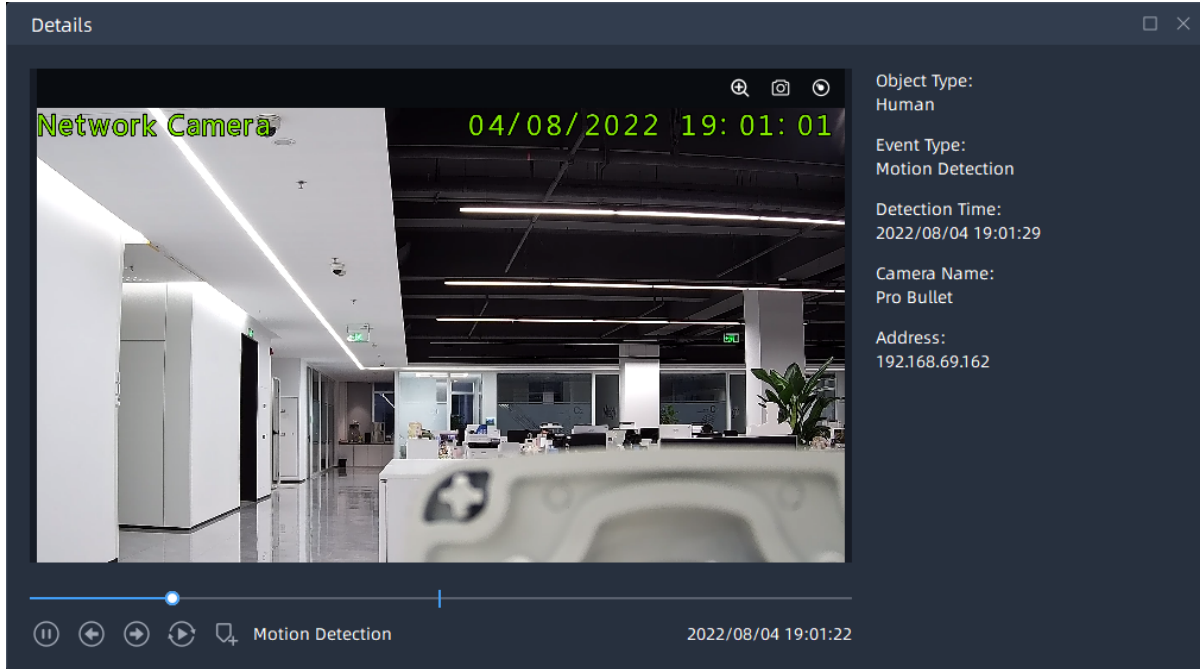 Details
Network Camera
04/08/2022 19:01:01
Object Type:
Human
Event Type:
Motion Detection
Detection Time:
2022/08/04 19:01:29
Camera Name:
Pro Bullet
Address:
192.168.69.162
Motion Detection
2022/08/04 19:01:22